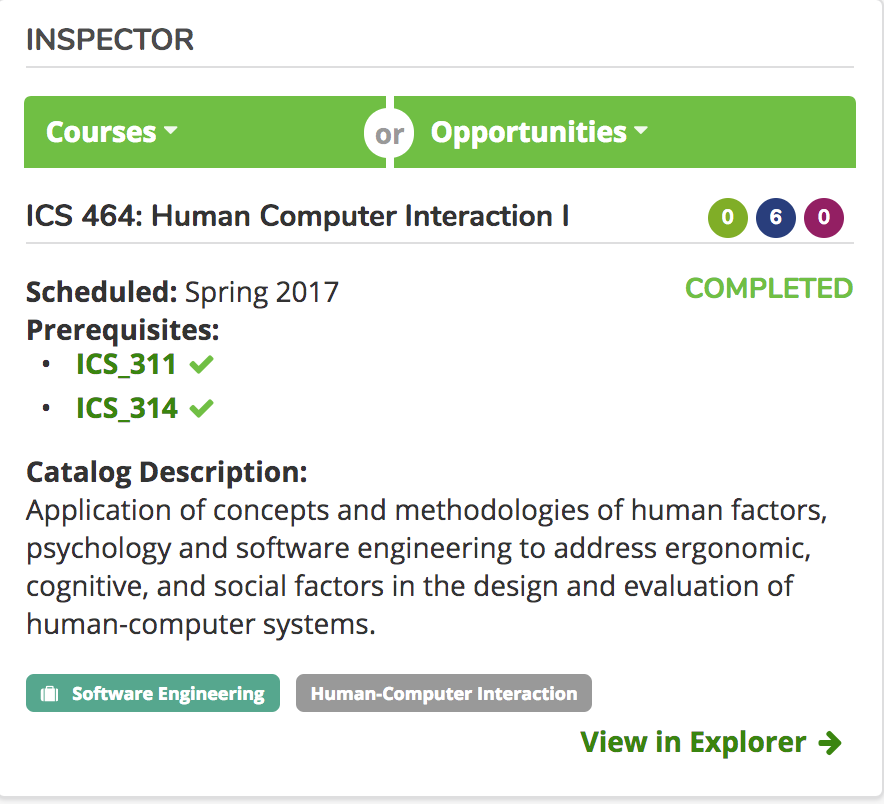 INSPECTOR
Courses or Opportunities
ICS 464: Human Computer Interaction I 0 6 0
Scheduled: Spring 2017 COMPLETED
Prerequisites:
• ICS_311
• ICS_314
Catalog Description:
Application of concepts and methodologies of human factors,
psychology and software engineering to address ergonomic,
cognitive, and social factors in the design and evaluation of
human-computer systems.
Software Engineering Human-Computer Interaction
View in Explorer